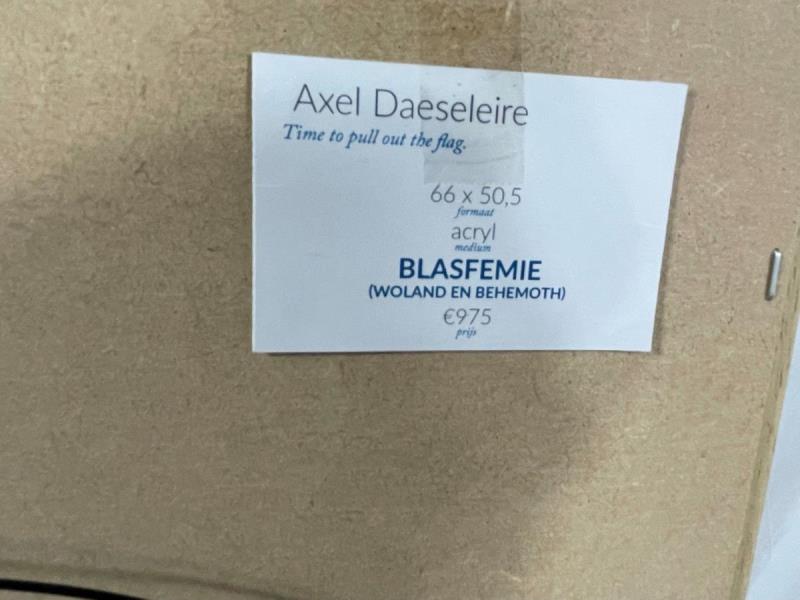 Axel Daeseleire
Time to pull out the flag.
66 x 50,5
formaat
acryl
medium
BLASFEMIE
(WOLAND EN BEHEMOTH)
€975
prijs